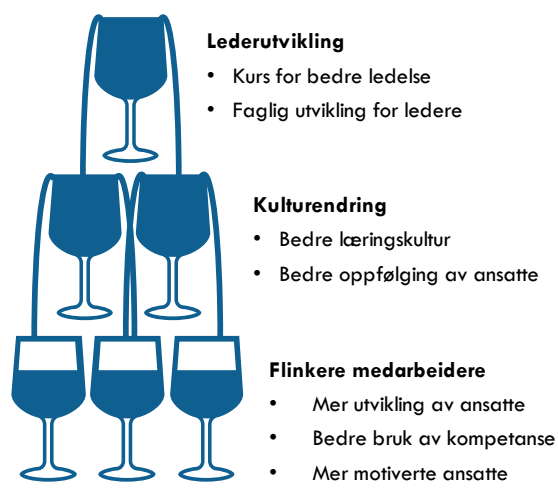 Lederutvikling
• Kurs for bedre ledelse
• Faglig utvikling for ledere
Kulturendring
• Bedre læringskultur
• Bedre oppfølging av ansatte
Flinkere medarbeidere
• Mer utvikling av ansatte
• Bedre bruk av kompetanse
• Mer motiverte ansatte